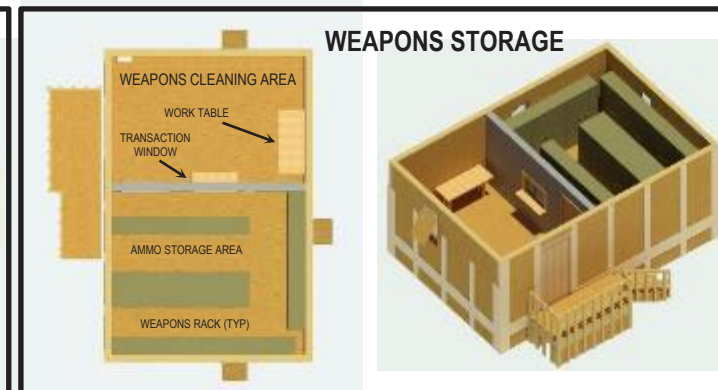 WEAPONS STORAGE
WEAPONS CLEANING AREA
WORK TABLE
TRANSACTION
WINDOW
AMMO STORAGE AREA
WEAPONS RACK (TYP)